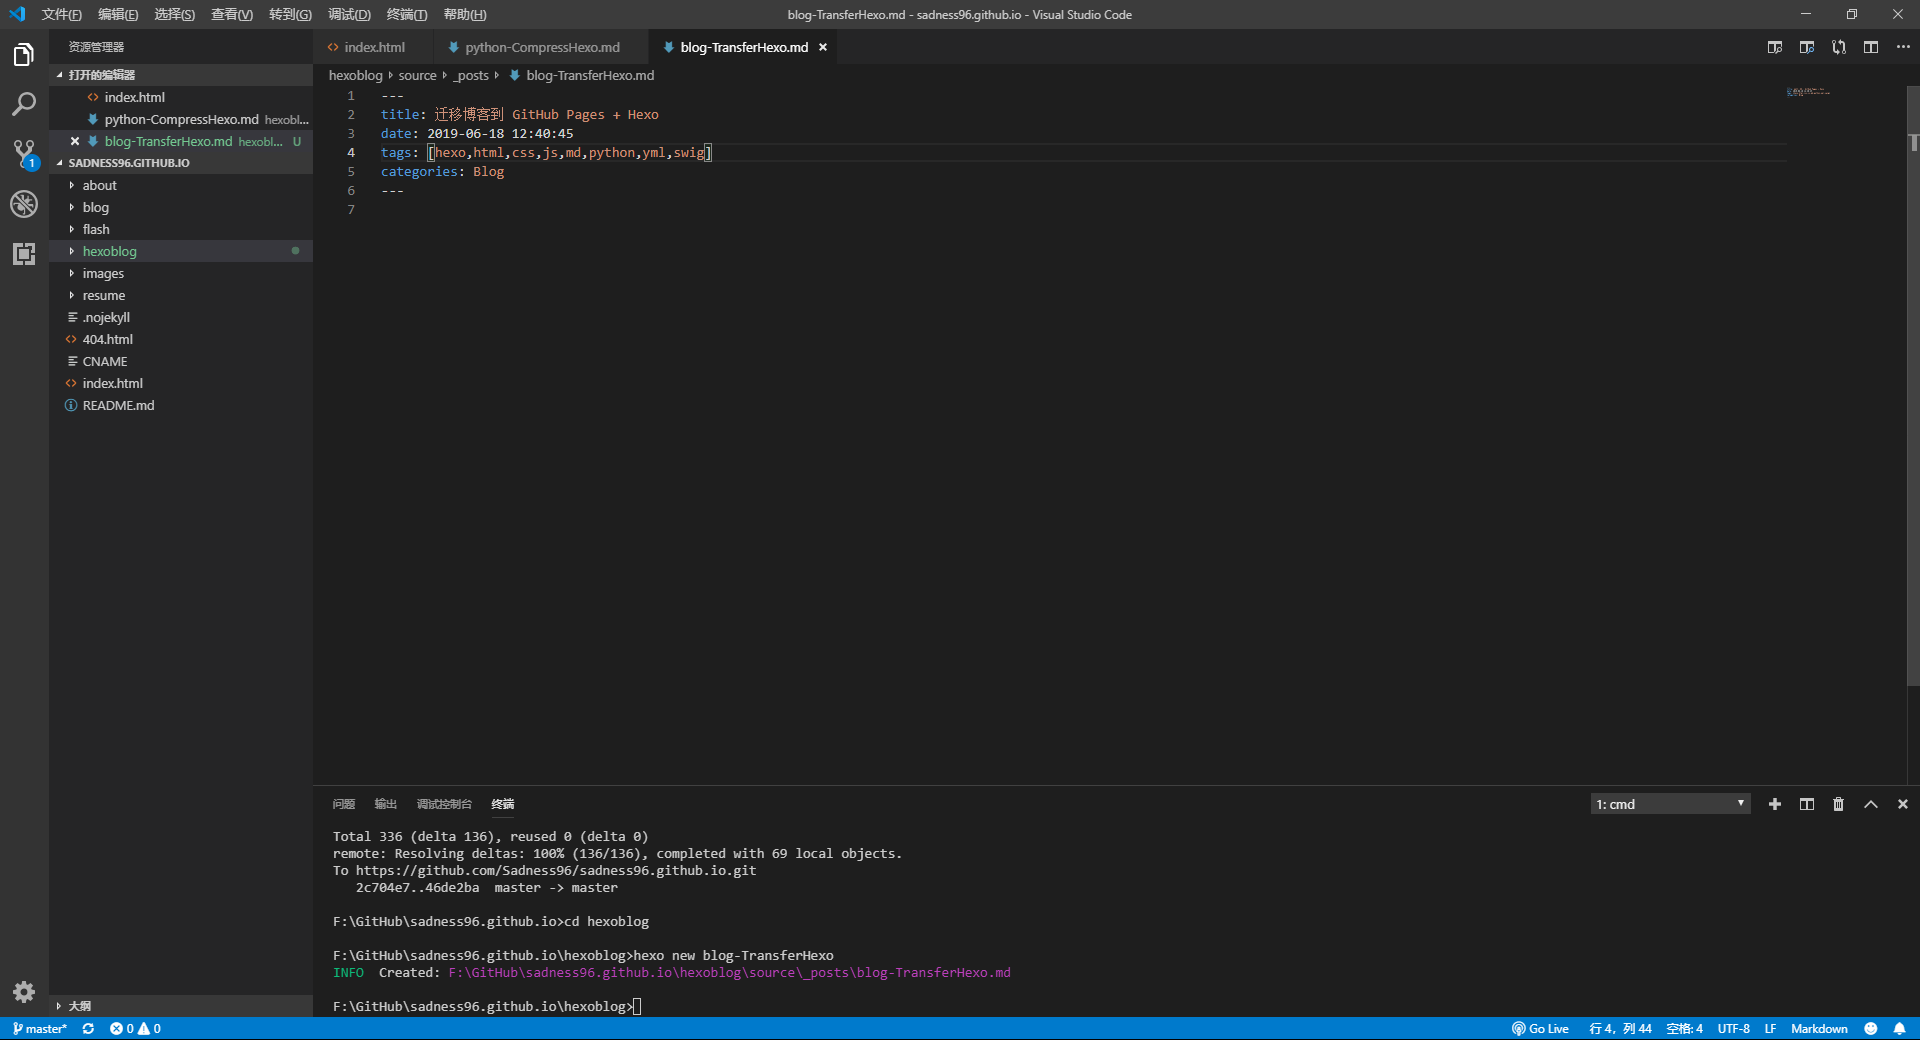 文件(F) 编辑(E) 选择(S) 查看(V) 转到(G) 调试(D) 终端(T) 帮助(H)
blog-TransferHexo.md - sadness96.github.io - Visual Studio Code
资源管理器
打开的编辑器
index.html
python-CompressHexo.md hexobl...
blog-TransferHexo.md hexobl... U
SADNESS96.GITHUB.IO
about
blog
flash
hexoblog
images
resume
.nojekyll
404.html
CNAME
index.html
README.md
大纲
1
index.html python-CompressHexo.md blog-TransferHexo.md
hexoblog source _posts blog-TransferHexo.md
1 ---
2 title: 迁移博客到 GitHub Pages + Hexo
3 date: 2019-06-18 12:40:45
4 tags: [hexo,html,css,js,md,python,yml,swig]
5 categories: Blog
6 ---
7
问题 输出 调试控制台 终端
1: cmd
Total 336 (delta 136), reused 0 (delta 0)
remote: Resolving deltas: 100% (136/136), completed with 69 local objects.
To https://github.com/Sadness96/sadness96.github.io.git
2c704e7..46de2ba master -> master
F:\GitHub\sadness96.github.io>cd hexoblog
F:\GitHub\sadness96.github.io\hexoblog>hexo new blog-TransferHexo
INFO Created: F:\GitHub\sadness96.github.io\hexoblog\source\_posts\blog-TransferHexo.md
F:\GitHub\sadness96.github.io\hexoblog>
master* 0 0
Go Live 行 4，列 44 空格: 4 UTF-8 LF Markdown